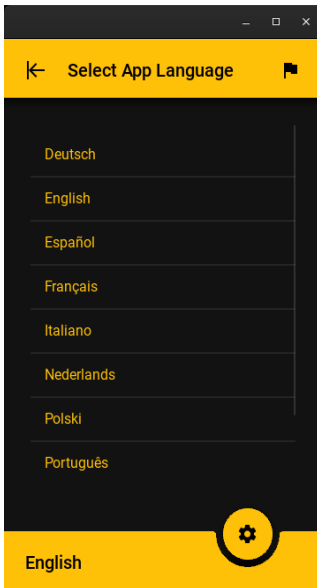 Select App Language
Deutsch
English
Español
Français
Italiano
Nederlands
Polski
Português
English